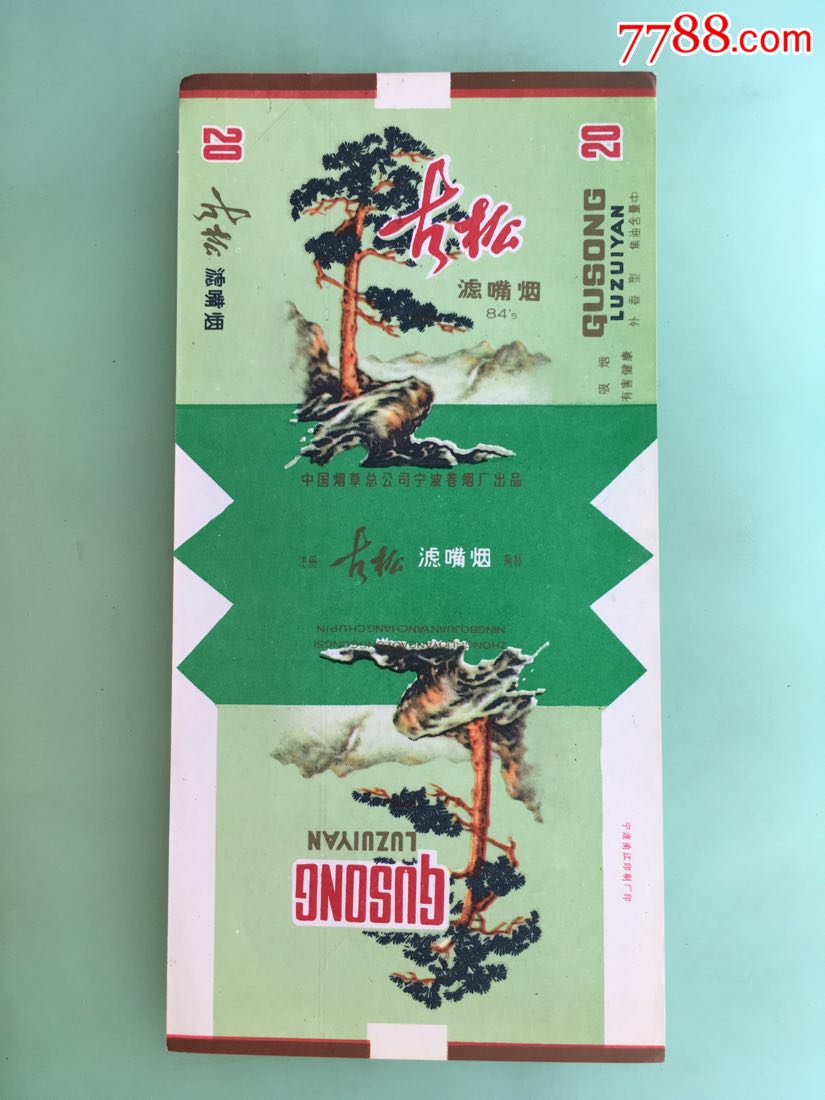 7788.com
20
古松
滤嘴烟
古松
滤嘴烟
84's
20
GUSONG
LUZUIYAN
外香型 焦油含量中
吸烟
有害健康
中国烟草总公司宁波卷烟厂出品
注册 古松 滤嘴烟 商标
NINGBOJUANYANCHANGCHUPIN
LUZUIYAN
GUSONG
宁波甬江印刷厂印